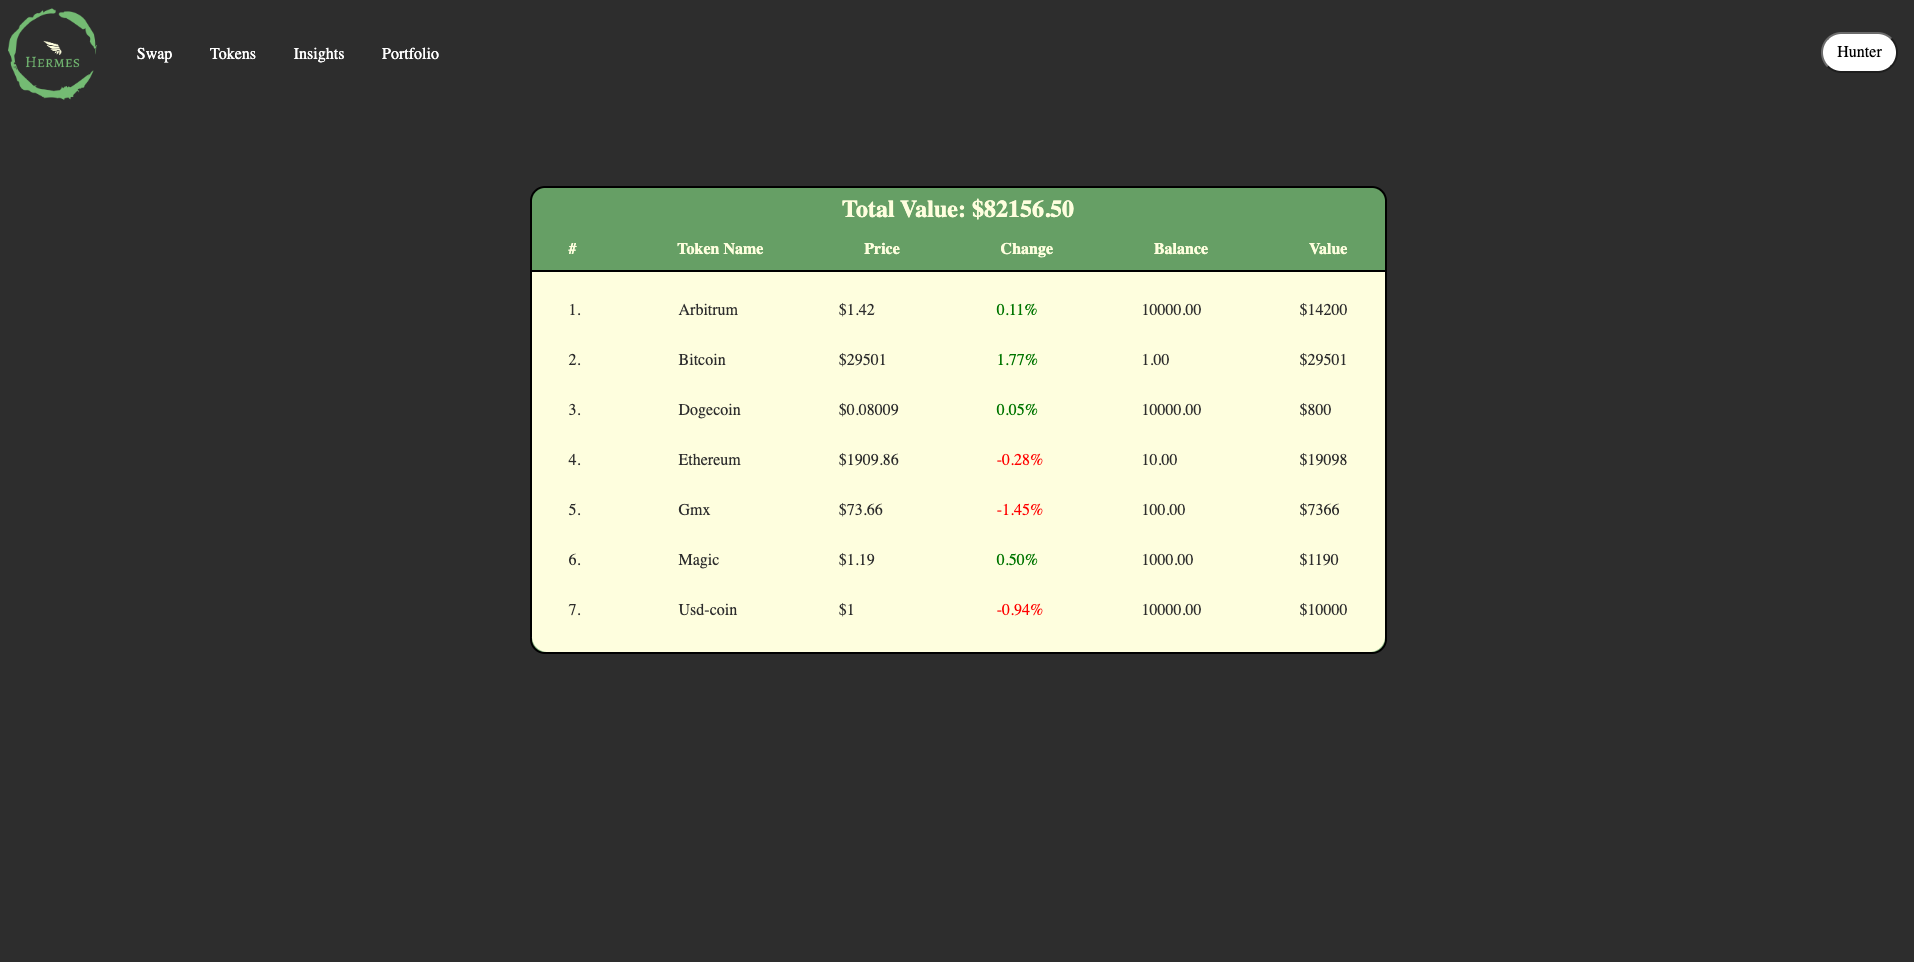 HERMES
Swap Tokens Insights Portfolio
Hunter
Total Value: $82156.50
# Token Name Price Change Balance Value
1. Arbitrum $1.42 0.11% 10000.00 $14200
2. Bitcoin $29501 1.77% 1.00 $29501
3. Dogecoin $0.08009 0.05% 10000.00 $800
4. Ethereum $1909.86 -0.28% 10.00 $19098
5. Gmx $73.66 -1.45% 100.00 $7366
6. Magic $1.19 0.50% 1000.00 $1190
7. Usd-coin $1 -0.94% 10000.00 $10000